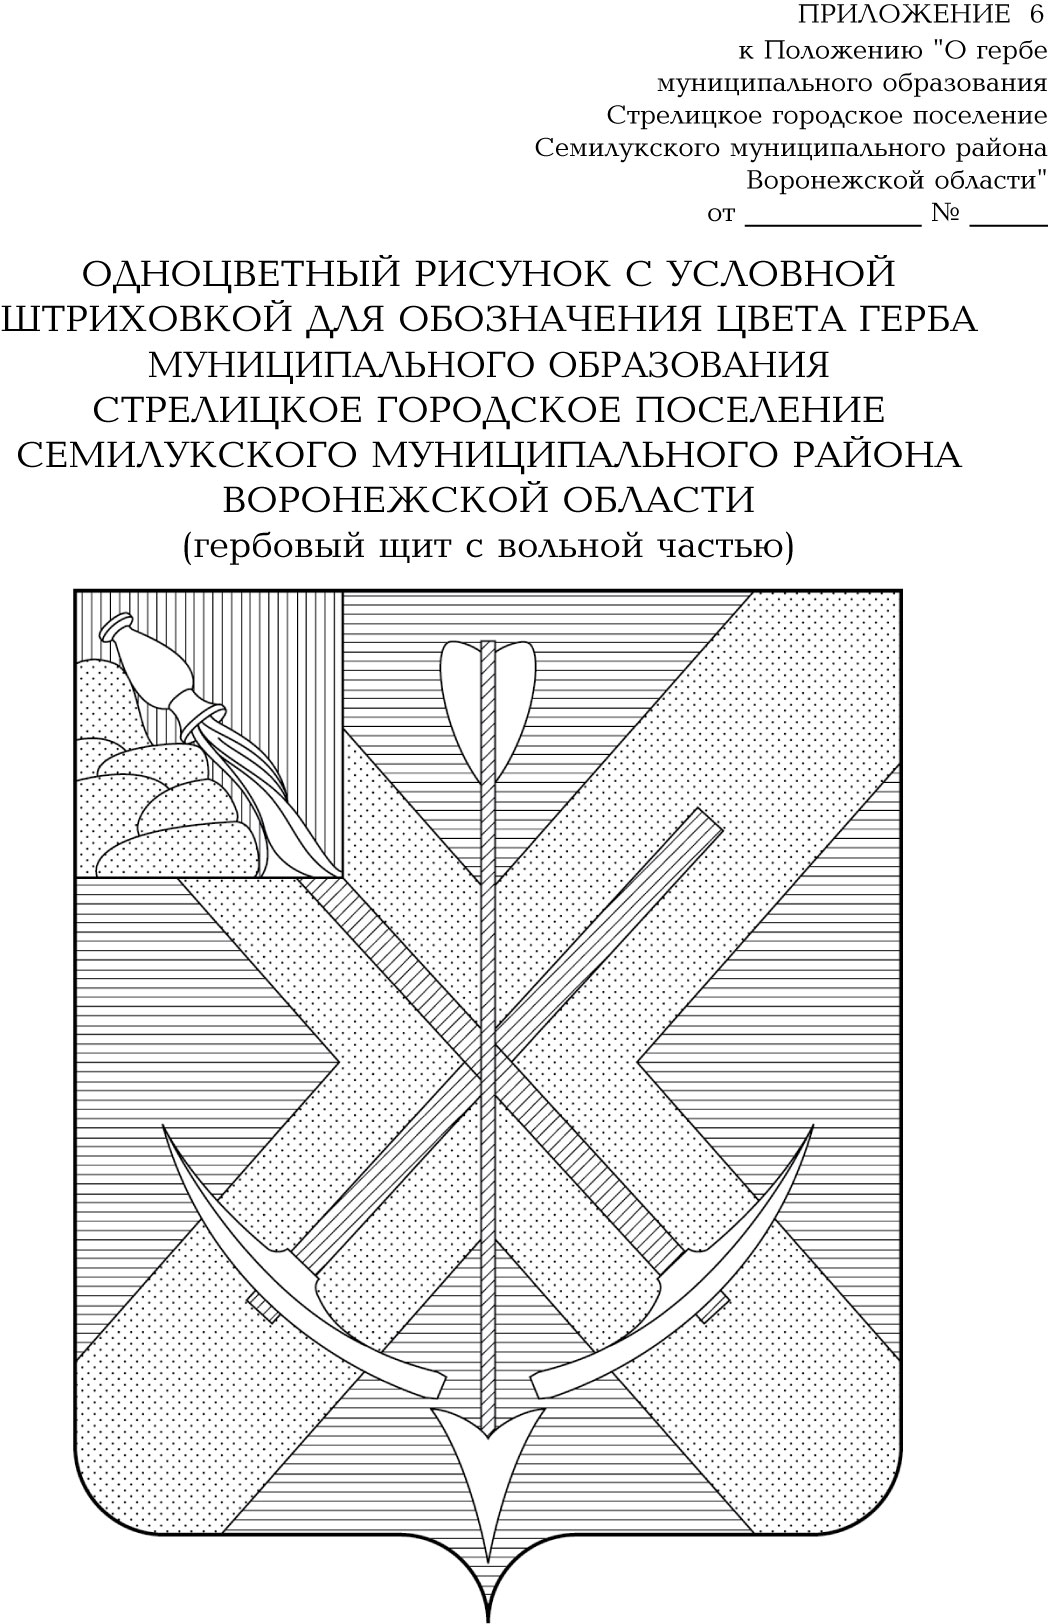 ПРИЛОЖЕНИЕ 6
к Положению "О гербе
муниципального образования
Стрелицкое городское поселение
Семилукского муниципального района
Воронежской области"
от ____________ № _____
ОДНОЦВЕТНЫЙ РИСУНОК С УСЛОВНОЙ
ШТРИХОВКОЙ ДЛЯ ОБОЗНАЧЕНИЯ ЦВЕТА ГЕРБА
МУНИЦИПАЛЬНОГО ОБРАЗОВАНИЯ
СТРЕЛИЦКОЕ ГОРОДСКОЕ ПОСЕЛЕНИЕ
СЕМИЛУКСКОГО МУНИЦИПАЛЬНОГО РАЙОНА
ВОРОНЕЖСКОЙ ОБЛАСТИ
(гербовый щит с вольной частью)